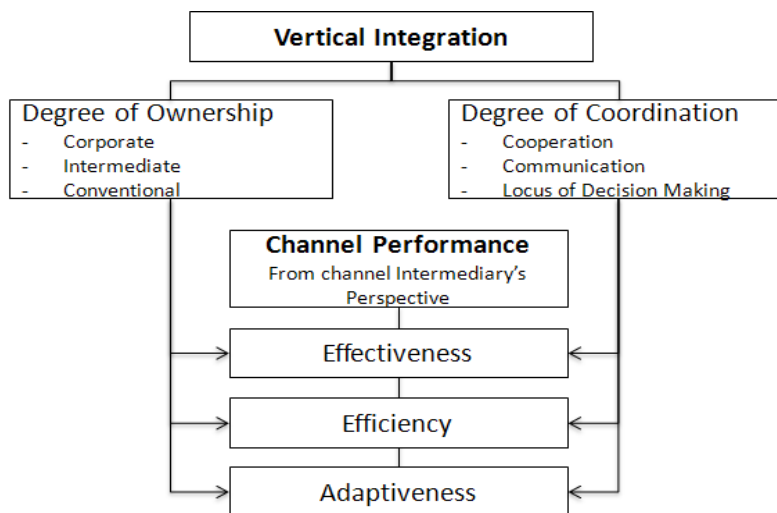 Vertical Integration
Degree of Ownership
- Corporate
- Intermediate
- Conventional
Degree of Coordination
- Cooperation
- Communication
- Locus of Decision Making
Channel Performance
From channel Intermediary’s
Perspective
Effectiveness
Efficiency
Adaptiveness